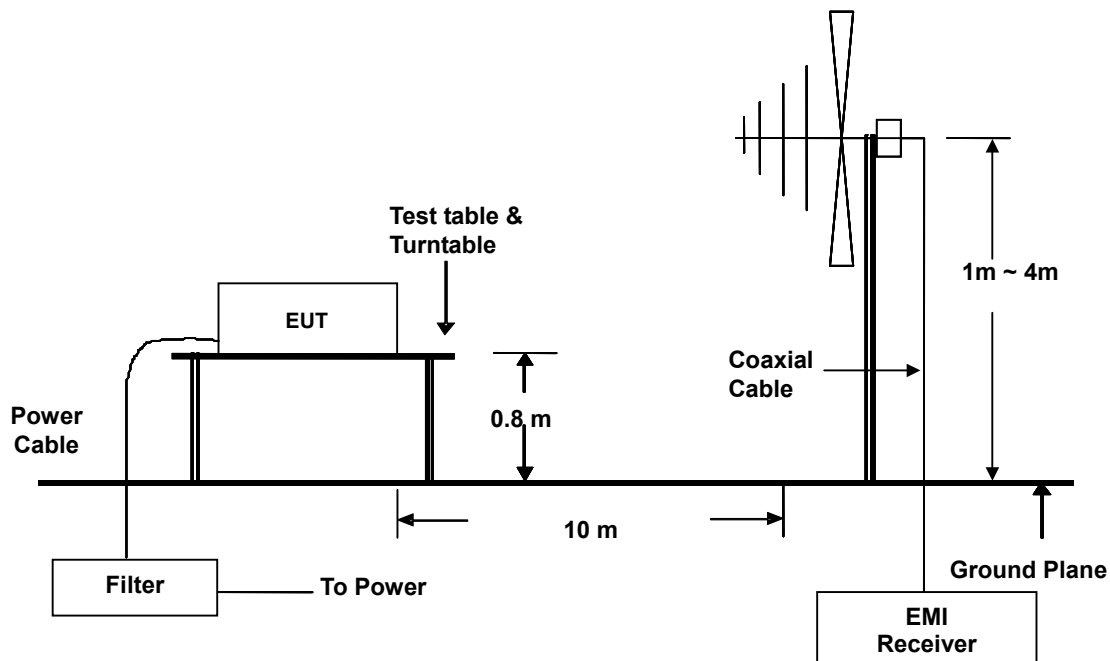 Test table &
Turntable
EUT
1m ~ 4m
Coaxial
Cable
0.8 m
Power
Cable
10 m
Filter
To Power
Ground Plane
EMI
Receiver